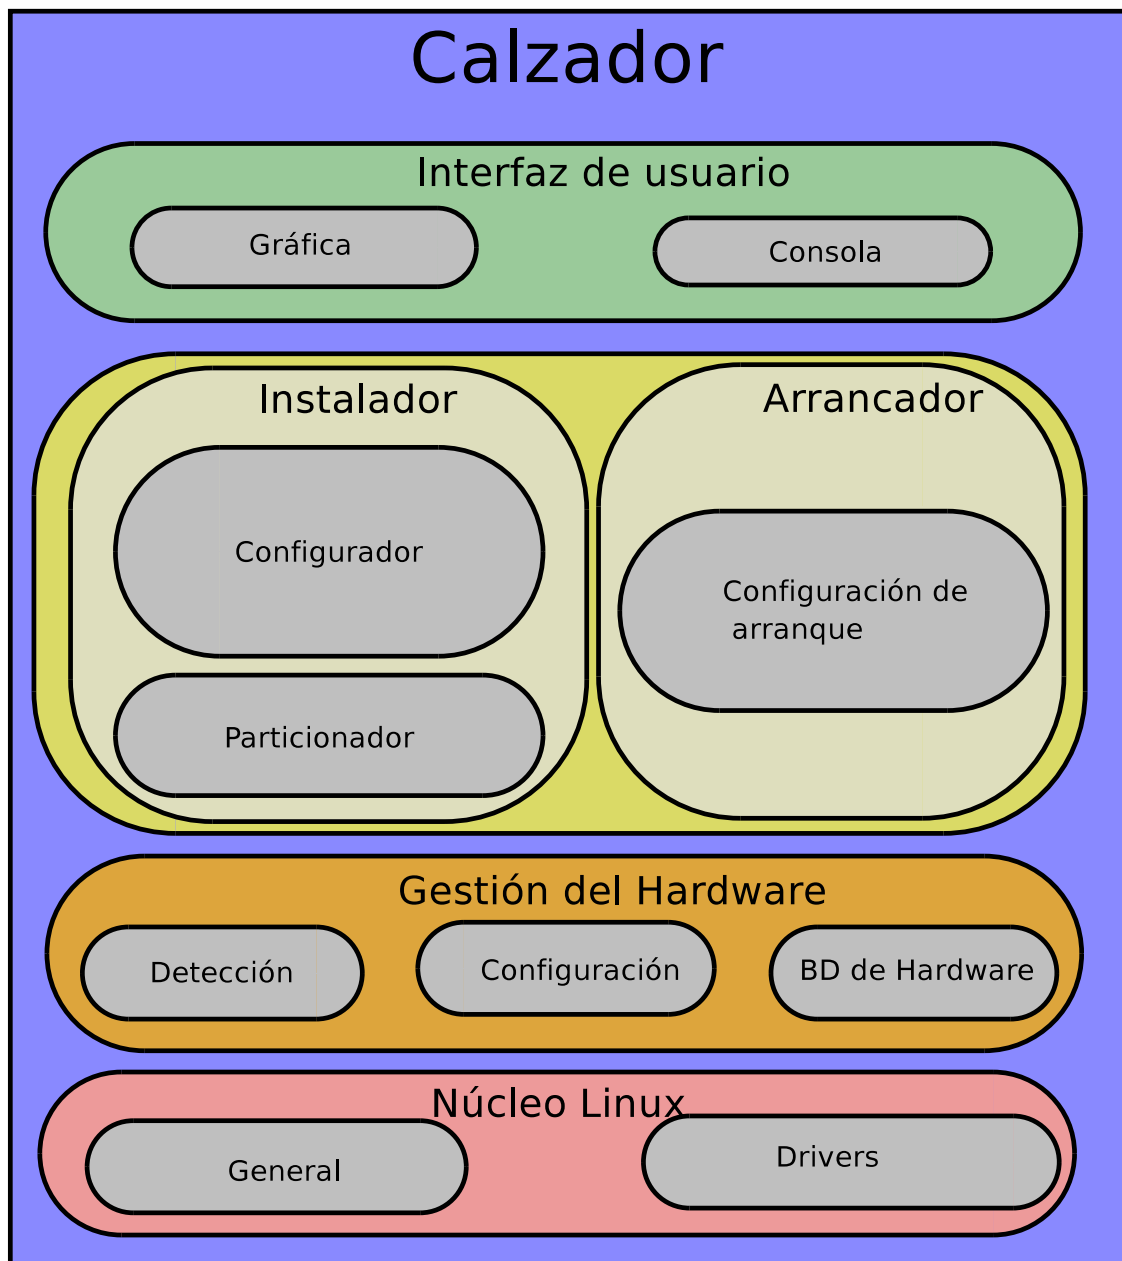 Calzador
Interfaz de usuario
Gráfica
Consola
Instalador
Arrancador
Configurador
Configuración de
arranque
Particionador
Gestión del Hardware
Detección
Configuración
BD de Hardware
Núcleo Linux
General
Drivers